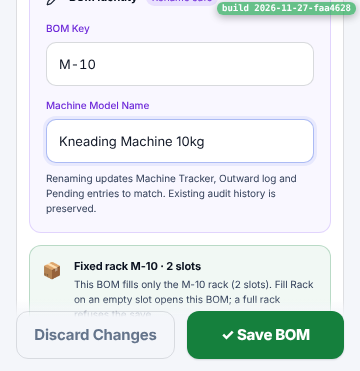 build 2026-11-27-faa4628
BOM Key
M-10
Machine Model Name
Kneading Machine 10kg
Renaming updates Machine Tracker, Outward log and
Pending entries to match. Existing audit history is
preserved.
Fixed rack M-10 · 2 slots
This BOM fills only the M-10 rack (2 slots). Fill Rack
on an empty slot opens this BOM; a full rack
refuses the save.
Discard Changes
✓ Save BOM